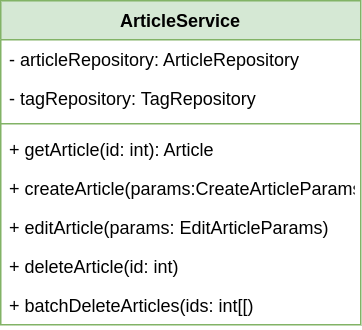 ArticleService
- articleRepository: ArticleRepository
- tagRepository: TagRepository
+ getArticle(id: int): Article
+ createArticle(params:CreateArticleParams
+ editArticle(params: EditArticleParams)
+ deleteArticle(id: int)
+ batchDeleteArticles(ids: int[[)